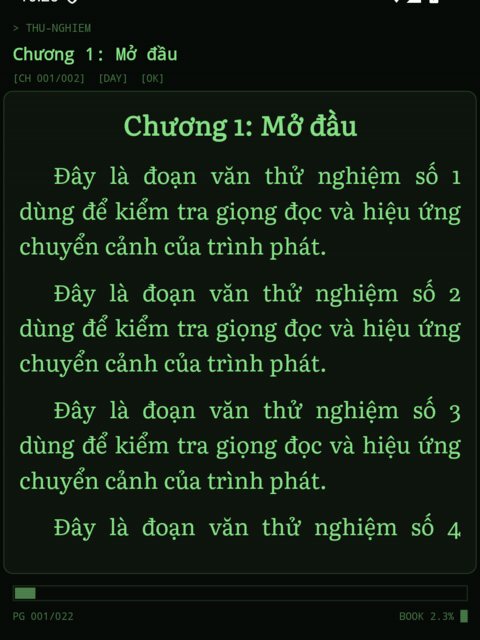 > THU-NGHIEM
Chương 1: Mở đầu
[CH 001/002] [DAY] [OK]
Chương 1: Mở đầu
Đây là đoạn văn thử nghiệm số 1
dùng để kiểm tra giọng đọc và hiệu ứng
chuyển cảnh của trình phát.
Đây là đoạn văn thử nghiệm số 2
dùng để kiểm tra giọng đọc và hiệu ứng
chuyển cảnh của trình phát.
Đây là đoạn văn thử nghiệm số 3
dùng để kiểm tra giọng đọc và hiệu ứng
chuyển cảnh của trình phát.
Đây là đoạn văn thử nghiệm số 4
PG 001/022
BOOK 2.3%